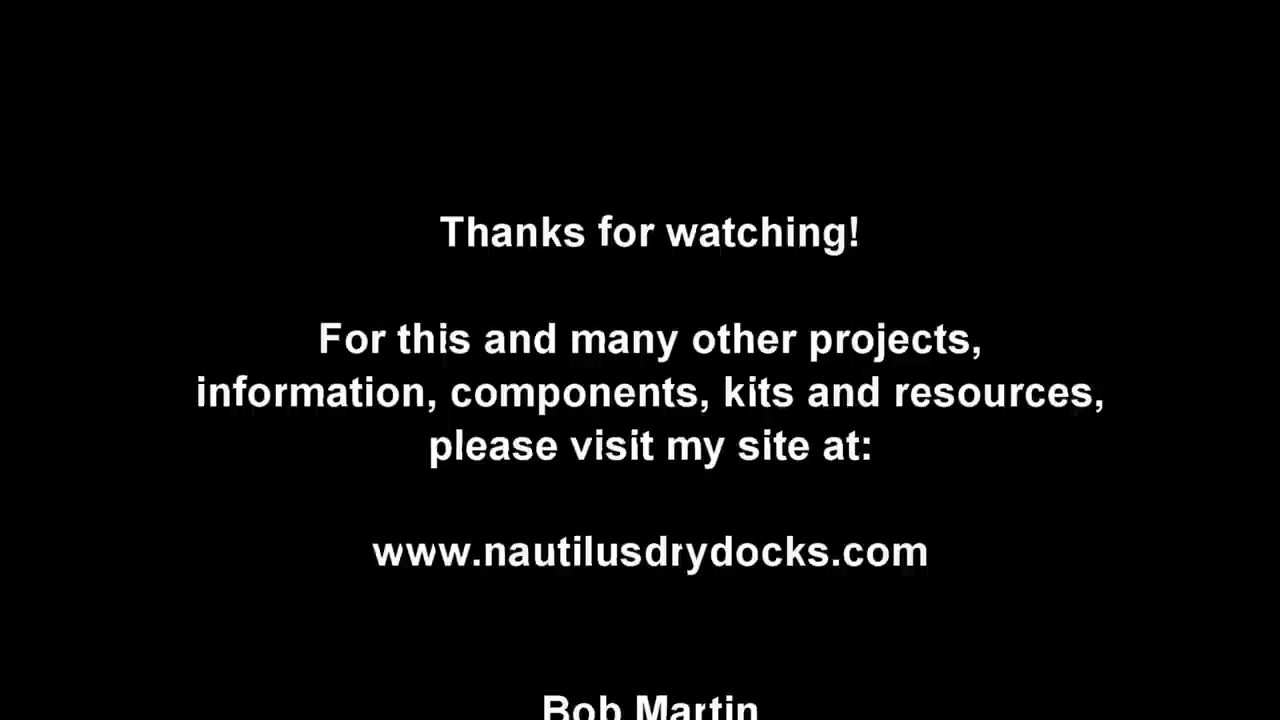 Thanks for watching!
For this and many other projects,
information, components, kits and resources,
please visit my site at:
www.nautilusdrydocks.com
Bob Martin